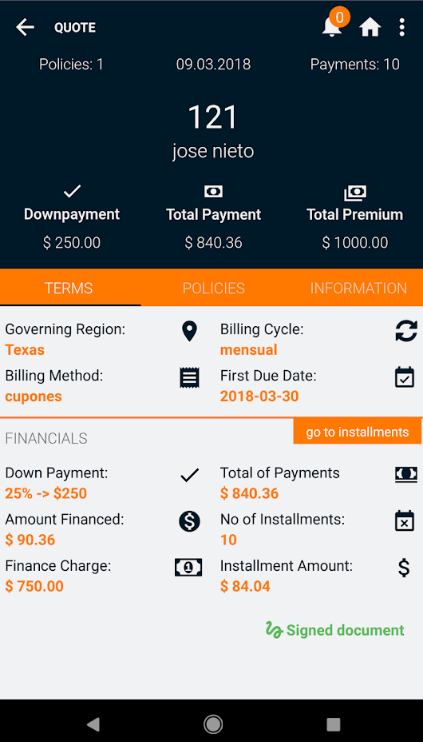 QUOTE
0
Policies: 1 09.03.2018 Payments: 10
121
jose nieto
Downpayment Total Payment Total Premium
$ 250.00 $ 840.36 $ 1000.00
TERMS POLICIES INFORMATION
Governing Region: Billing Cycle:
Texas mensual
Billing Method: First Due Date:
cupones 2018-03-30
FINANCIALS go to installments
Down Payment: Total of Payments
25% -> $250 $ 840.36
Amount Financed: No of Installments:
$ 90.36 10
Finance Charge: Installment Amount:
$ 750.00 $ 84.04
Signed document